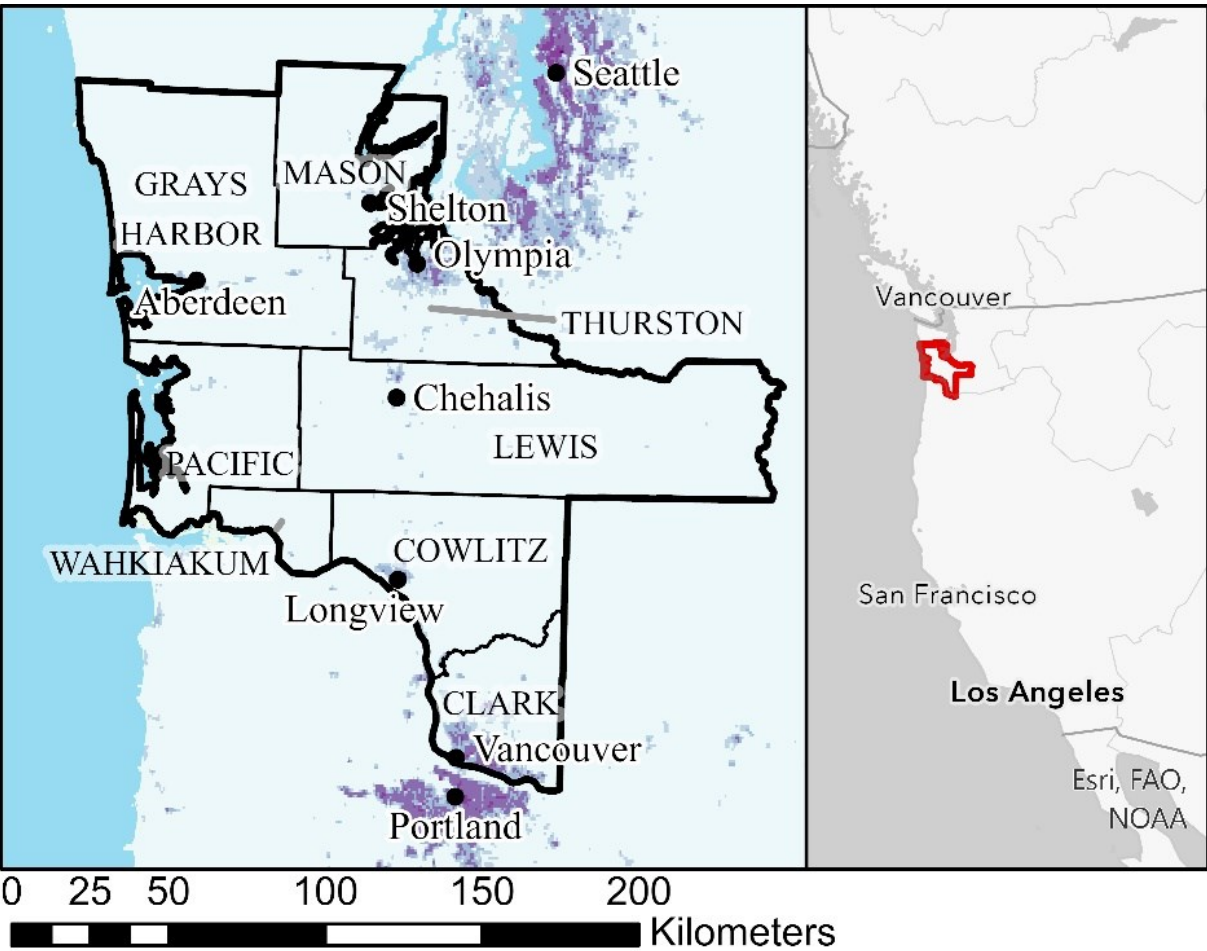 Seattle
GRAYS
HARBOR
MASON
Shelton
Olympia
Aberdeen
THURSTON
Chehalis
LEWIS
PACIFIC
WAHKIAKUM
COWLITZ
Longview
CLARK
Vancouver
Portland
Vancouver
San Francisco
Los Angeles
Esri, FAO,
NOAA
0 25 50 100 150 200
Kilometers